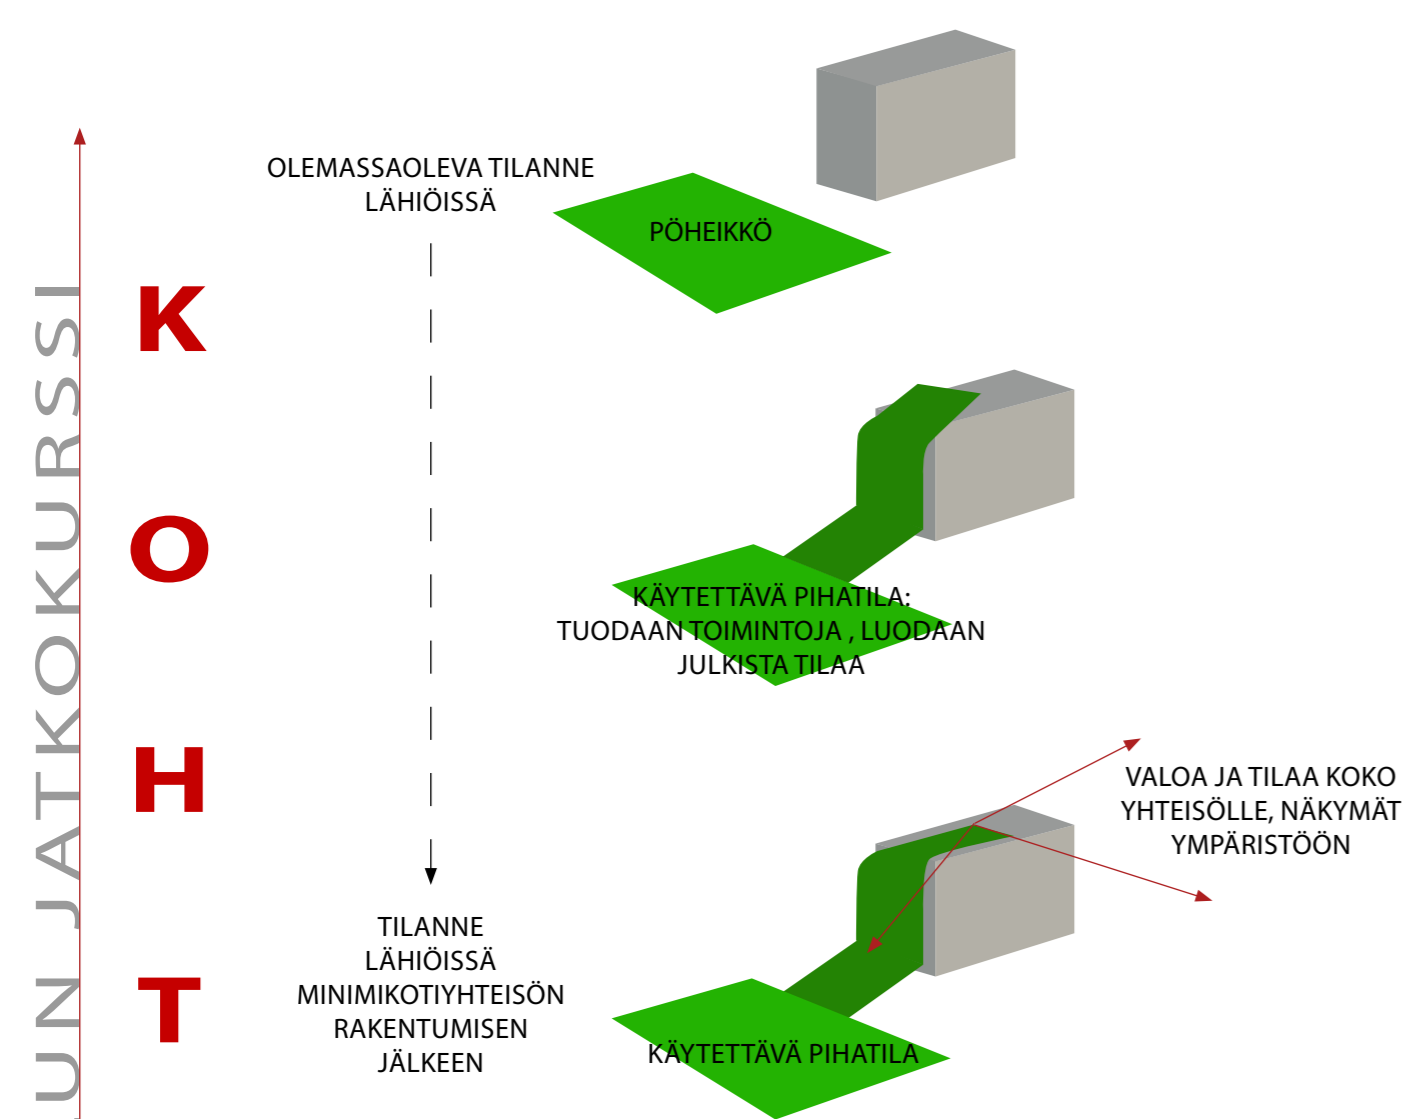 UN JATKOKURSSI
K
O
H
T
OLEMASSAOLEVA TILANNE
LÄHIÖISSÄ
PÖHEIKKÖ
KÄYTETTÄVÄ PIHATILA:
TUODAAN TOIMINTOJA , LUODAAN
JULKISTA TILAA
VALOA JA TILAA KOKO
YHTEISÖLLE, NÄKYMÄT
YMPÄRISTÖÖN
TILANNE
LÄHIÖISSÄ
MINIMIKOTIYHTEISÖN
RAKENTUMISEN
JÄLKEEN
KÄYTETTÄVÄ PIHATILA